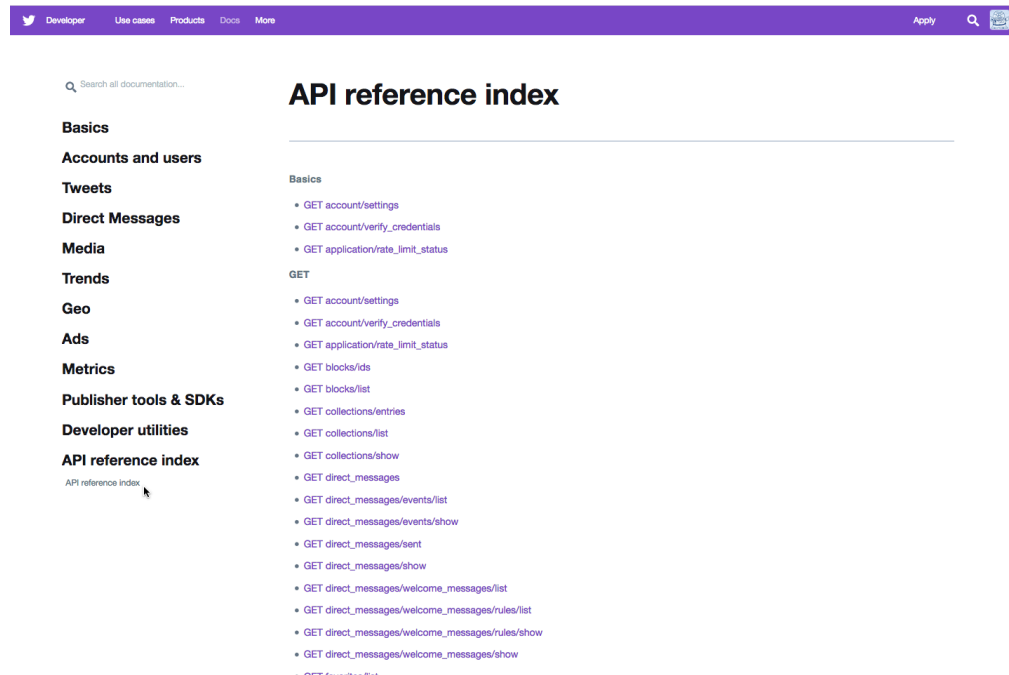 Developer Use cases Products Docs More Apply
Search all documentation...
Basics
Accounts and users
Tweets
Direct Messages
Media
Trends
Geo
Ads
Metrics
Publisher tools & SDKs
Developer utilities
API reference index
API reference index
API reference index
Basics
GET account/settings
GET account/verify_credentials
GET application/rate_limit_status
GET
GET account/settings
GET account/verify_credentials
GET application/rate_limit_status
GET blocks/ids
GET blocks/list
GET collections/entries
GET collections/list
GET collections/show
GET direct_messages
GET direct_messages/events/list
GET direct_messages/events/show
GET direct_messages/sent
GET direct_messages/show
GET direct_messages/welcome_messages/list
GET direct_messages/welcome_messages/rules/list
GET direct_messages/welcome_messages/rules/show
GET direct_messages/welcome_messages/show